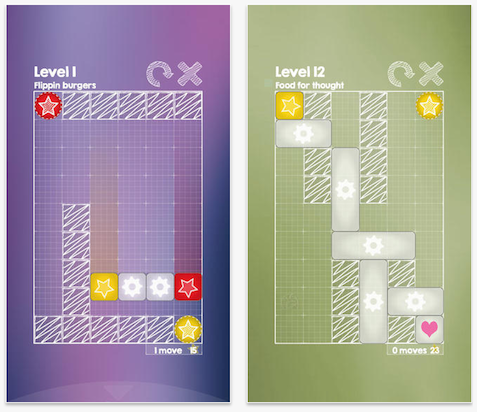 Level 1
Flippin burgers
1 move 15
Level 12
Food for thought
0 moves 23